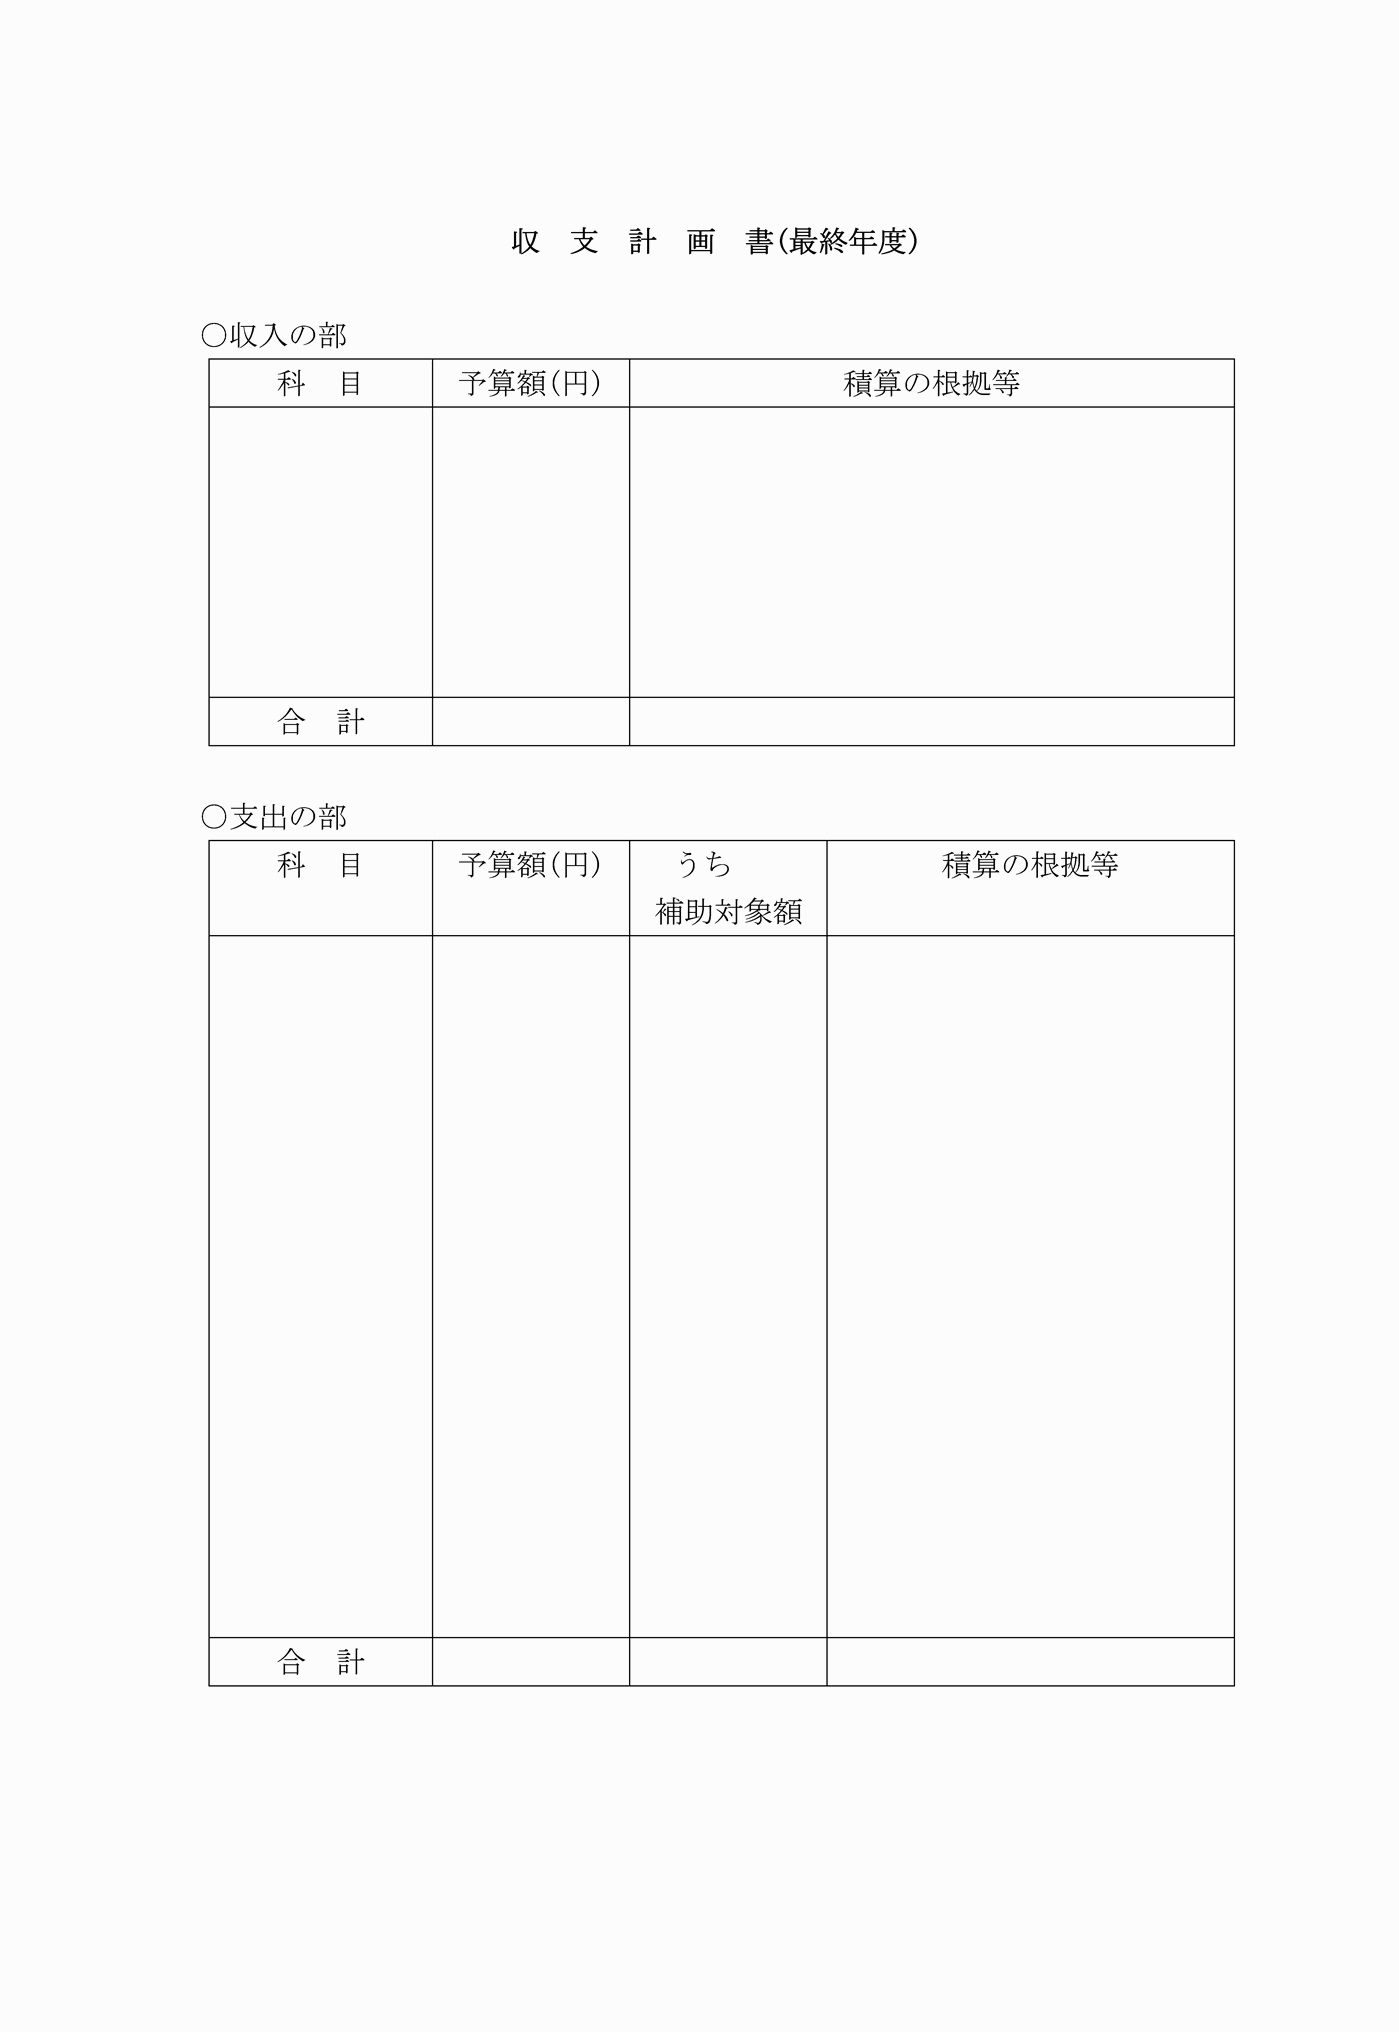 収　支　計　画　書(最終年度)
○収入の部
科　目　予算額(円)　積算の根拠等
合　計
○支出の部
科　目　予算額(円)　うち　積算の根拠等
補助対象額
合　計